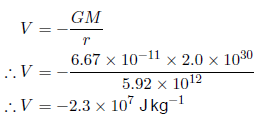 V = −GM/r
∴ V = −(6.67 × 10⁻¹¹ × 2.0 × 10³⁰)/(5.92 × 10¹²)
∴ V = −2.3 × 10⁷ J kg⁻¹